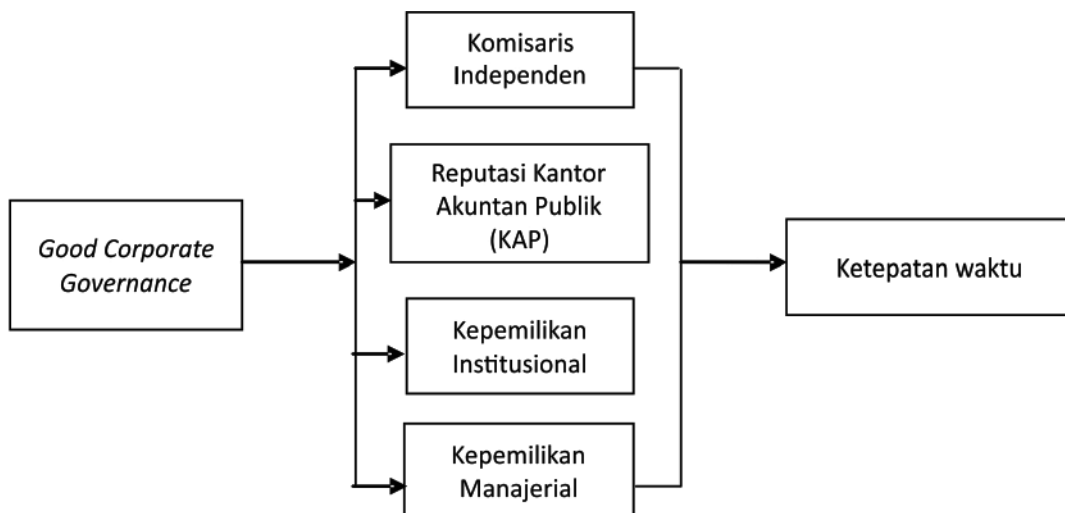 Komisaris
Independen
Reputasi Kantor
Akuntan Publik
(KAP)
Good Corporate
Governance
Ketepatan waktu
Kepemilikan
Institusional
Kepemilikan
Manajerial